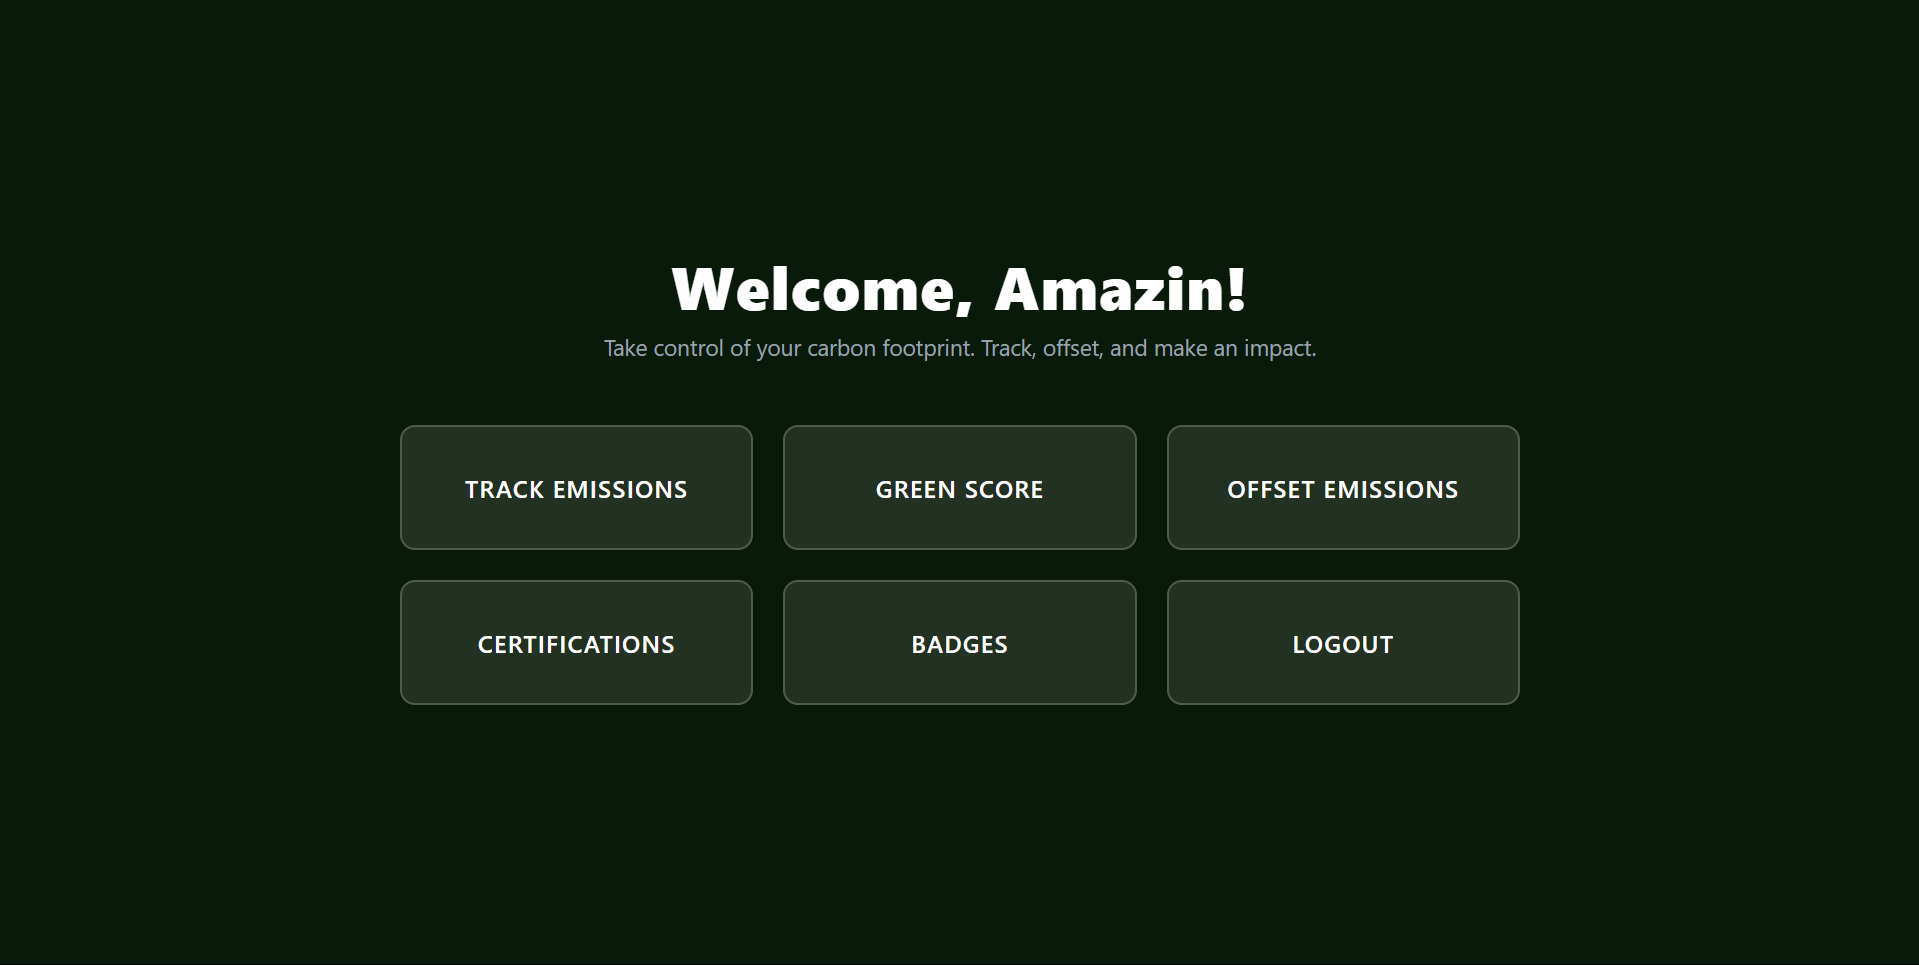 Welcome, Amazin!
Take control of your carbon footprint. Track, offset, and make an impact.
TRACK EMISSIONS
GREEN SCORE
OFFSET EMISSIONS
CERTIFICATIONS
BADGES
LOGOUT